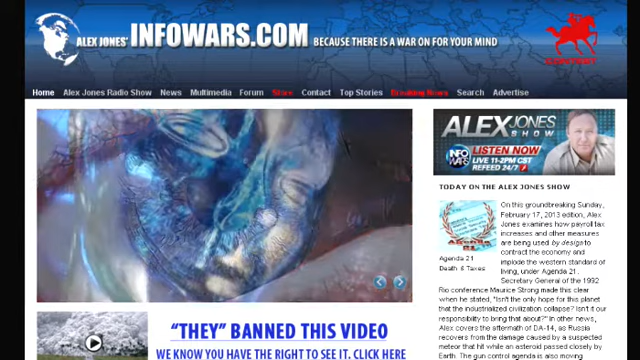 ALEX JONES' INFOWARS.COM BECAUSE THERE IS A WAR ON FOR YOUR MIND
Home Alex Jones Radio Show News Multimedia Forum Store Contact Top Stories Breaking News Search Advertise
ALEX JONES
SHOW
INFO WARS
LISTEN NOW
LIVE 11-2PM CST
REFEED 24/7
TODAY ON THE ALEX JONES SHOW
On this groundbreaking Sunday,
February 17, 2013 edition, Alex
Jones examines how payroll tax
increases and other measures
are being used by design to
contract the economy and
implode the western standard of
living, under Agenda 21.
Secretary General of the 1992
Agenda 21
Agenda 21
Death & Taxes
Rio conference Maurice Strong made this clear
when he stated, "Isn't the only hope for this planet
that the industrialized civilization collapse? Isn't it our
responsibility to bring that about?" In other news,
Alex covers the aftermath of DA-14, as Russia
recovers from the damage caused by a suspected
meteor that hit while an asteroid passed closely by
Earth. The gun control agenda is also moving
"THEY" BANNED THIS VIDEO
WE KNOW YOU HAVE THE RIGHT TO SEE IT. CLICK HERE